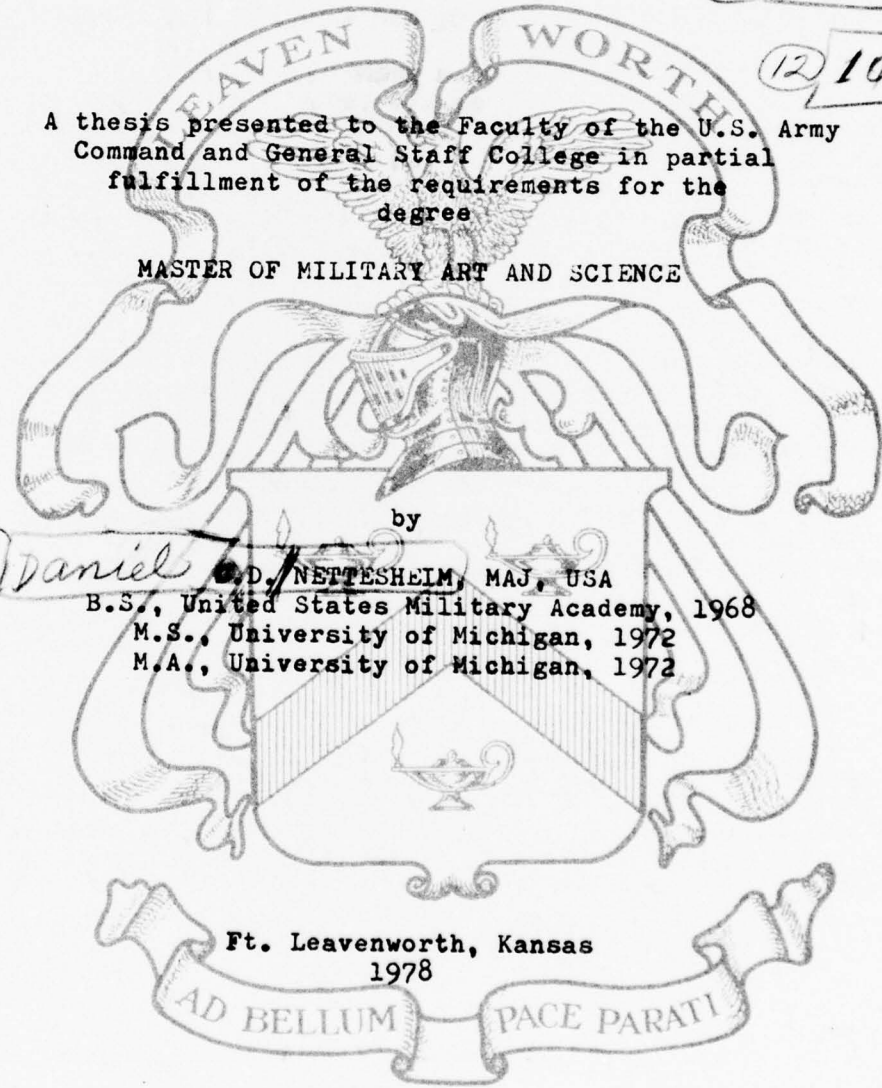 LEAVEN WORTH
(12) 10
A thesis presented to the Faculty of the U.S. Army
Command and General Staff College in partial
fulfillment of the requirements for the
degree
MASTER OF MILITARY ART AND SCIENCE
by
Daniel D. NETTESHEIM, MAJ, USA
B.S., United States Military Academy, 1968
M.S., University of Michigan, 1972
M.A., University of Michigan, 1972
Ft. Leavenworth, Kansas
1978
AD BELLUM PACE PARATI